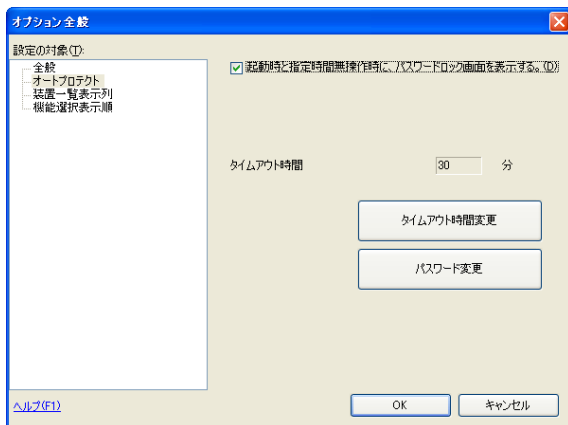 オプション全般
設定の対象(T):
全般
オートプロテクト
装置一覧表示列
機能選択表示順
起動時と指定時間無操作時に、パスワードロック画面を表示する。(D)
タイムアウト時間 30 分
タイムアウト時間変更
パスワード変更
ヘルプ(F1)
OK キャンセル